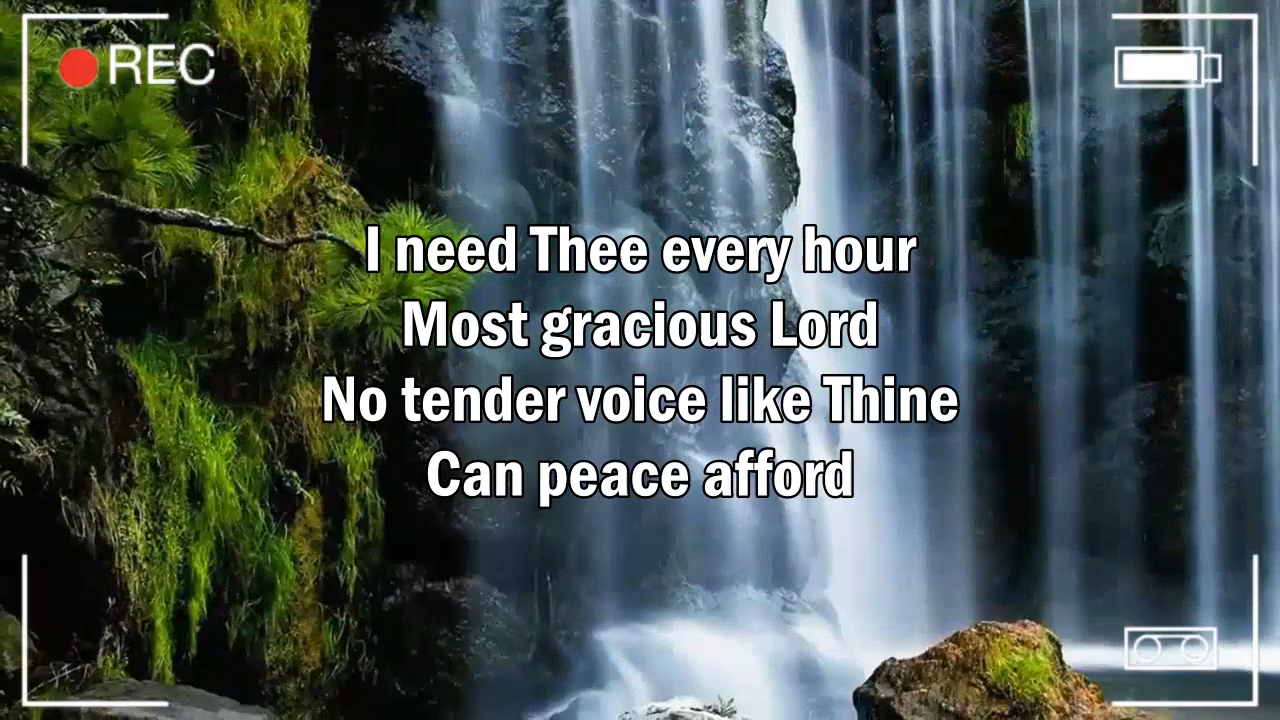 REC
I need Thee every hour
Most gracious Lord
No tender voice like Thine
Can peace afford